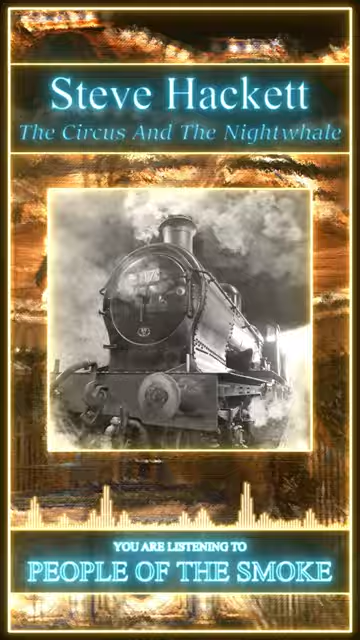 Steve Hackett
The Circus And The Nightwhale
YOU ARE LISTENING TO
PEOPLE OF THE SMOKE